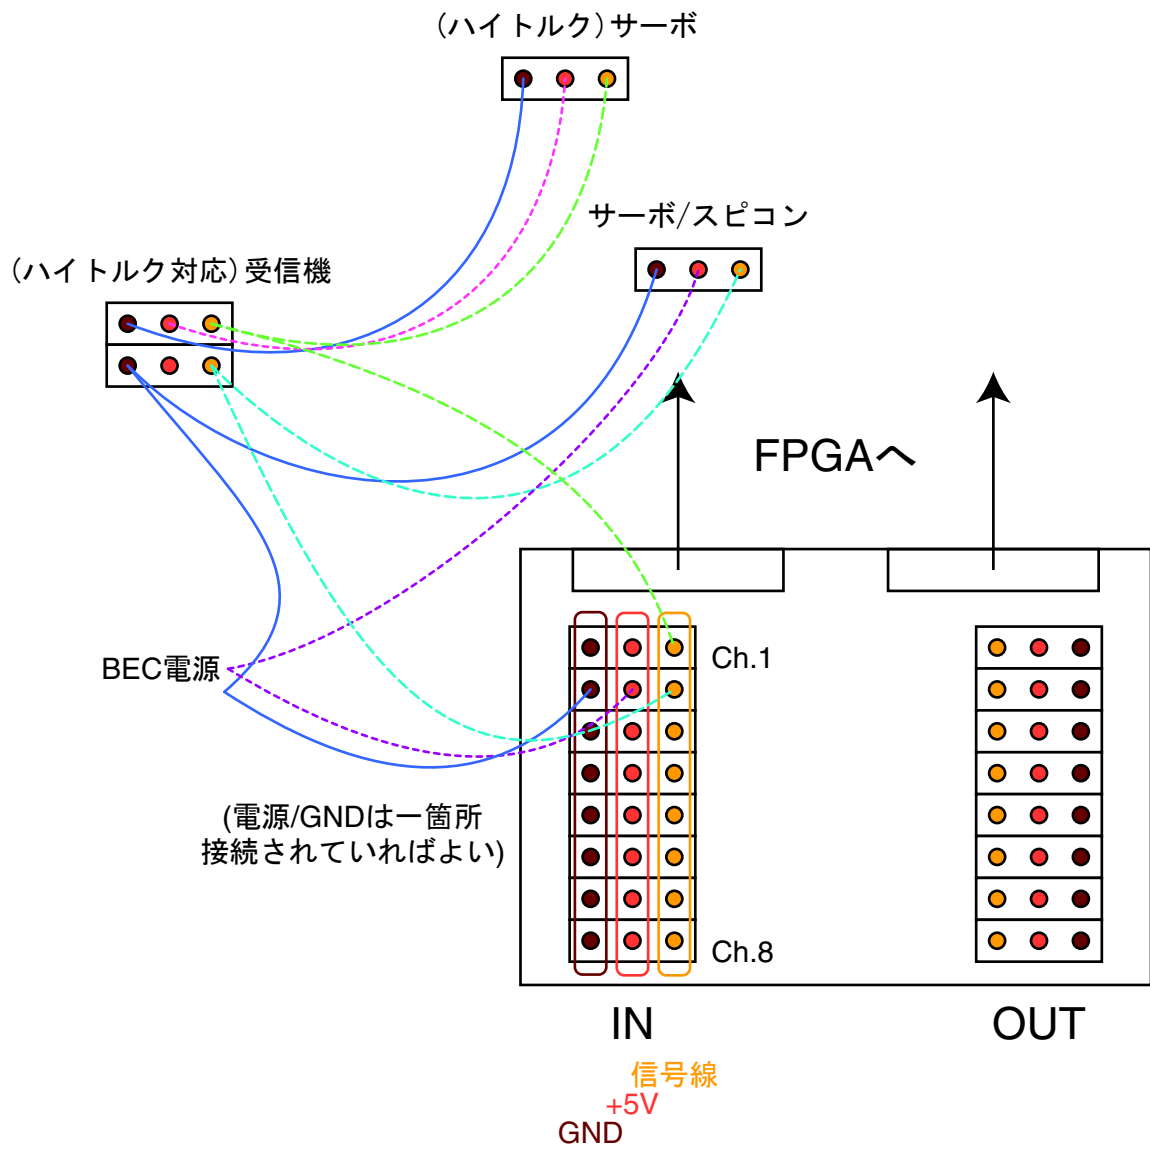 （ハイトルク）サーボ
サーボ/スピコン
（ハイトルク対応）受信機
FPGAへ
Ch.1
BEC電源
(電源/GNDは一箇所
接続されていればよい)
Ch.8
IN
OUT
信号線
+5V
GND